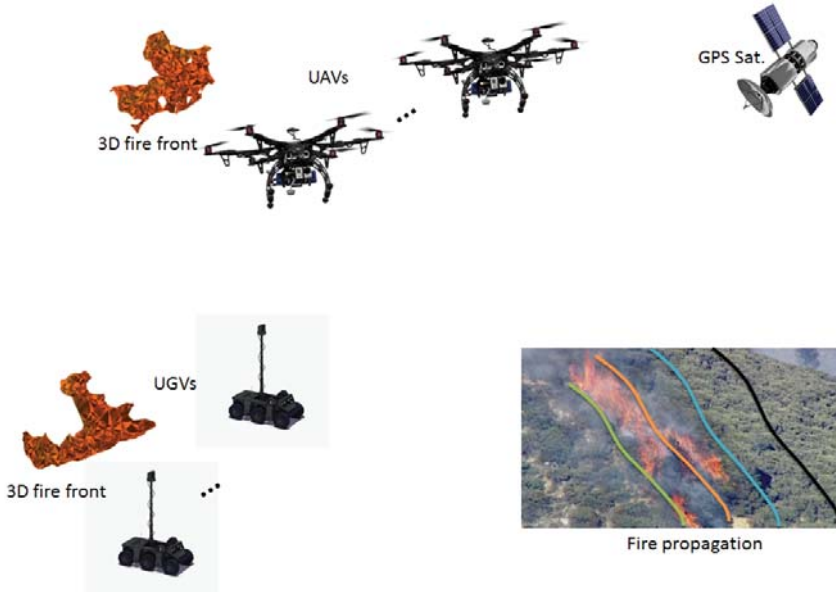 GPS Sat.
UAVs
3D fire front
UGVs
3D fire front
Fire propagation